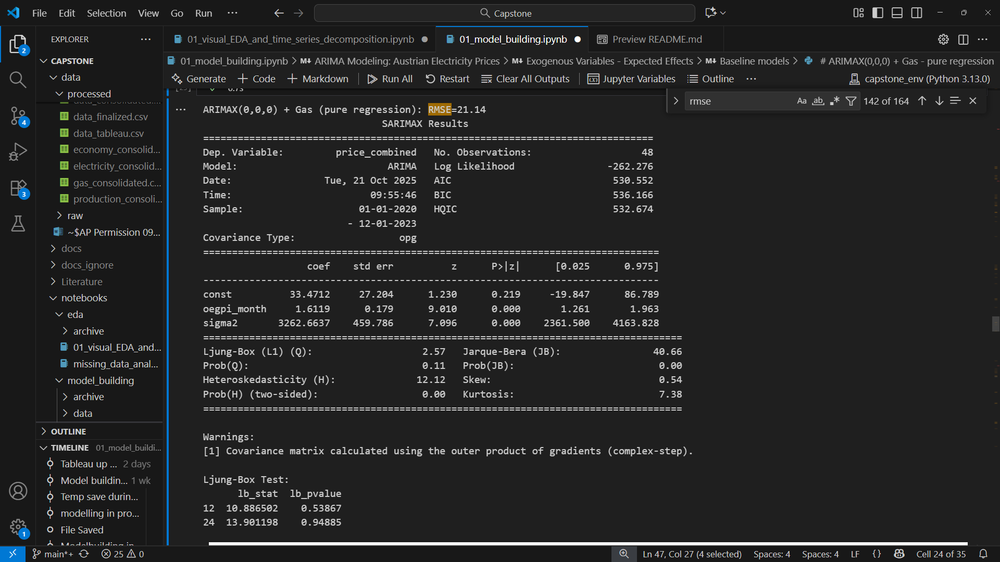 File Edit Selection View Go Run ···
Capstone
EXPLORER
CAPSTONE
data
processed
data_finalized.csv
data_tableau.csv
economy_consolid...
electricity_consolid...
gas_consolidated.c...
production_consoli...
raw
~$AP Permission 09...
docs
docs_ignore
Literature
notebooks
eda
archive
01_visual_EDA_and...
missing_data_anal...
model_building
archive
data
OUTLINE
TIMELINE 01_model_buildi...
Tableau up ... 2 days
Model buildin... 1 wk
Temp save durin...
modelling in pro...
File Saved
01_visual_EDA_and_time_series_decomposition.ipynb
01_model_building.ipynb
Preview README.md
01_model_building.ipynb > M↓ ARIMA Modeling: Austrian Electricity Prices > M↓ Exogenous Variables - Expected Effects > M↓ Baseline models > # ARIMAX(0,0,0) + Gas - pure regression
Generate + Code + Markdown Run All Restart Clear All Outputs Jupyter Variables Outline ··· capstone_env (Python 3.13.0)
rmse Aa ab .* 142 of 164
ARIMAX(0,0,0) + Gas (pure regression): RMSE=21.14
SARIMAX Results
==============================================================================
Dep. Variable: price_combined No. Observations: 48
Model: ARIMA Log Likelihood -262.276
Date: Tue, 21 Oct 2025 AIC 530.552
Time: 09:55:46 BIC 536.166
Sample: 01-01-2020 HQIC 532.674
- 12-01-2023
Covariance Type: opg
===============================================================================
coef std err z P>|z| [0.025 0.975]
-------------------------------------------------------------------------------
const 33.4712 27.204 1.230 0.219 -19.847 86.789
oegpi_month 1.6119 0.179 9.010 0.000 1.261 1.963
sigma2 3262.6637 459.786 7.096 0.000 2361.500 4163.828
===================================================================================
Ljung-Box (L1) (Q): 2.57 Jarque-Bera (JB): 40.66
Prob(Q): 0.11 Prob(JB): 0.00
Heteroskedasticity (H): 12.12 Skew: 0.54
Prob(H) (two-sided): 0.00 Kurtosis: 7.38
===================================================================================
Warnings:
[1] Covariance matrix calculated using the outer product of gradients (complex-step).
Ljung-Box Test:
lb_stat lb_pvalue
12 10.886502 0.53867
24 13.901198 0.94885
2
4
3
1
main*+ 25 0
Ln 47, Col 27 (4 selected) Spaces: 4 Spaces: 4 LF {} Cell 24 of 35